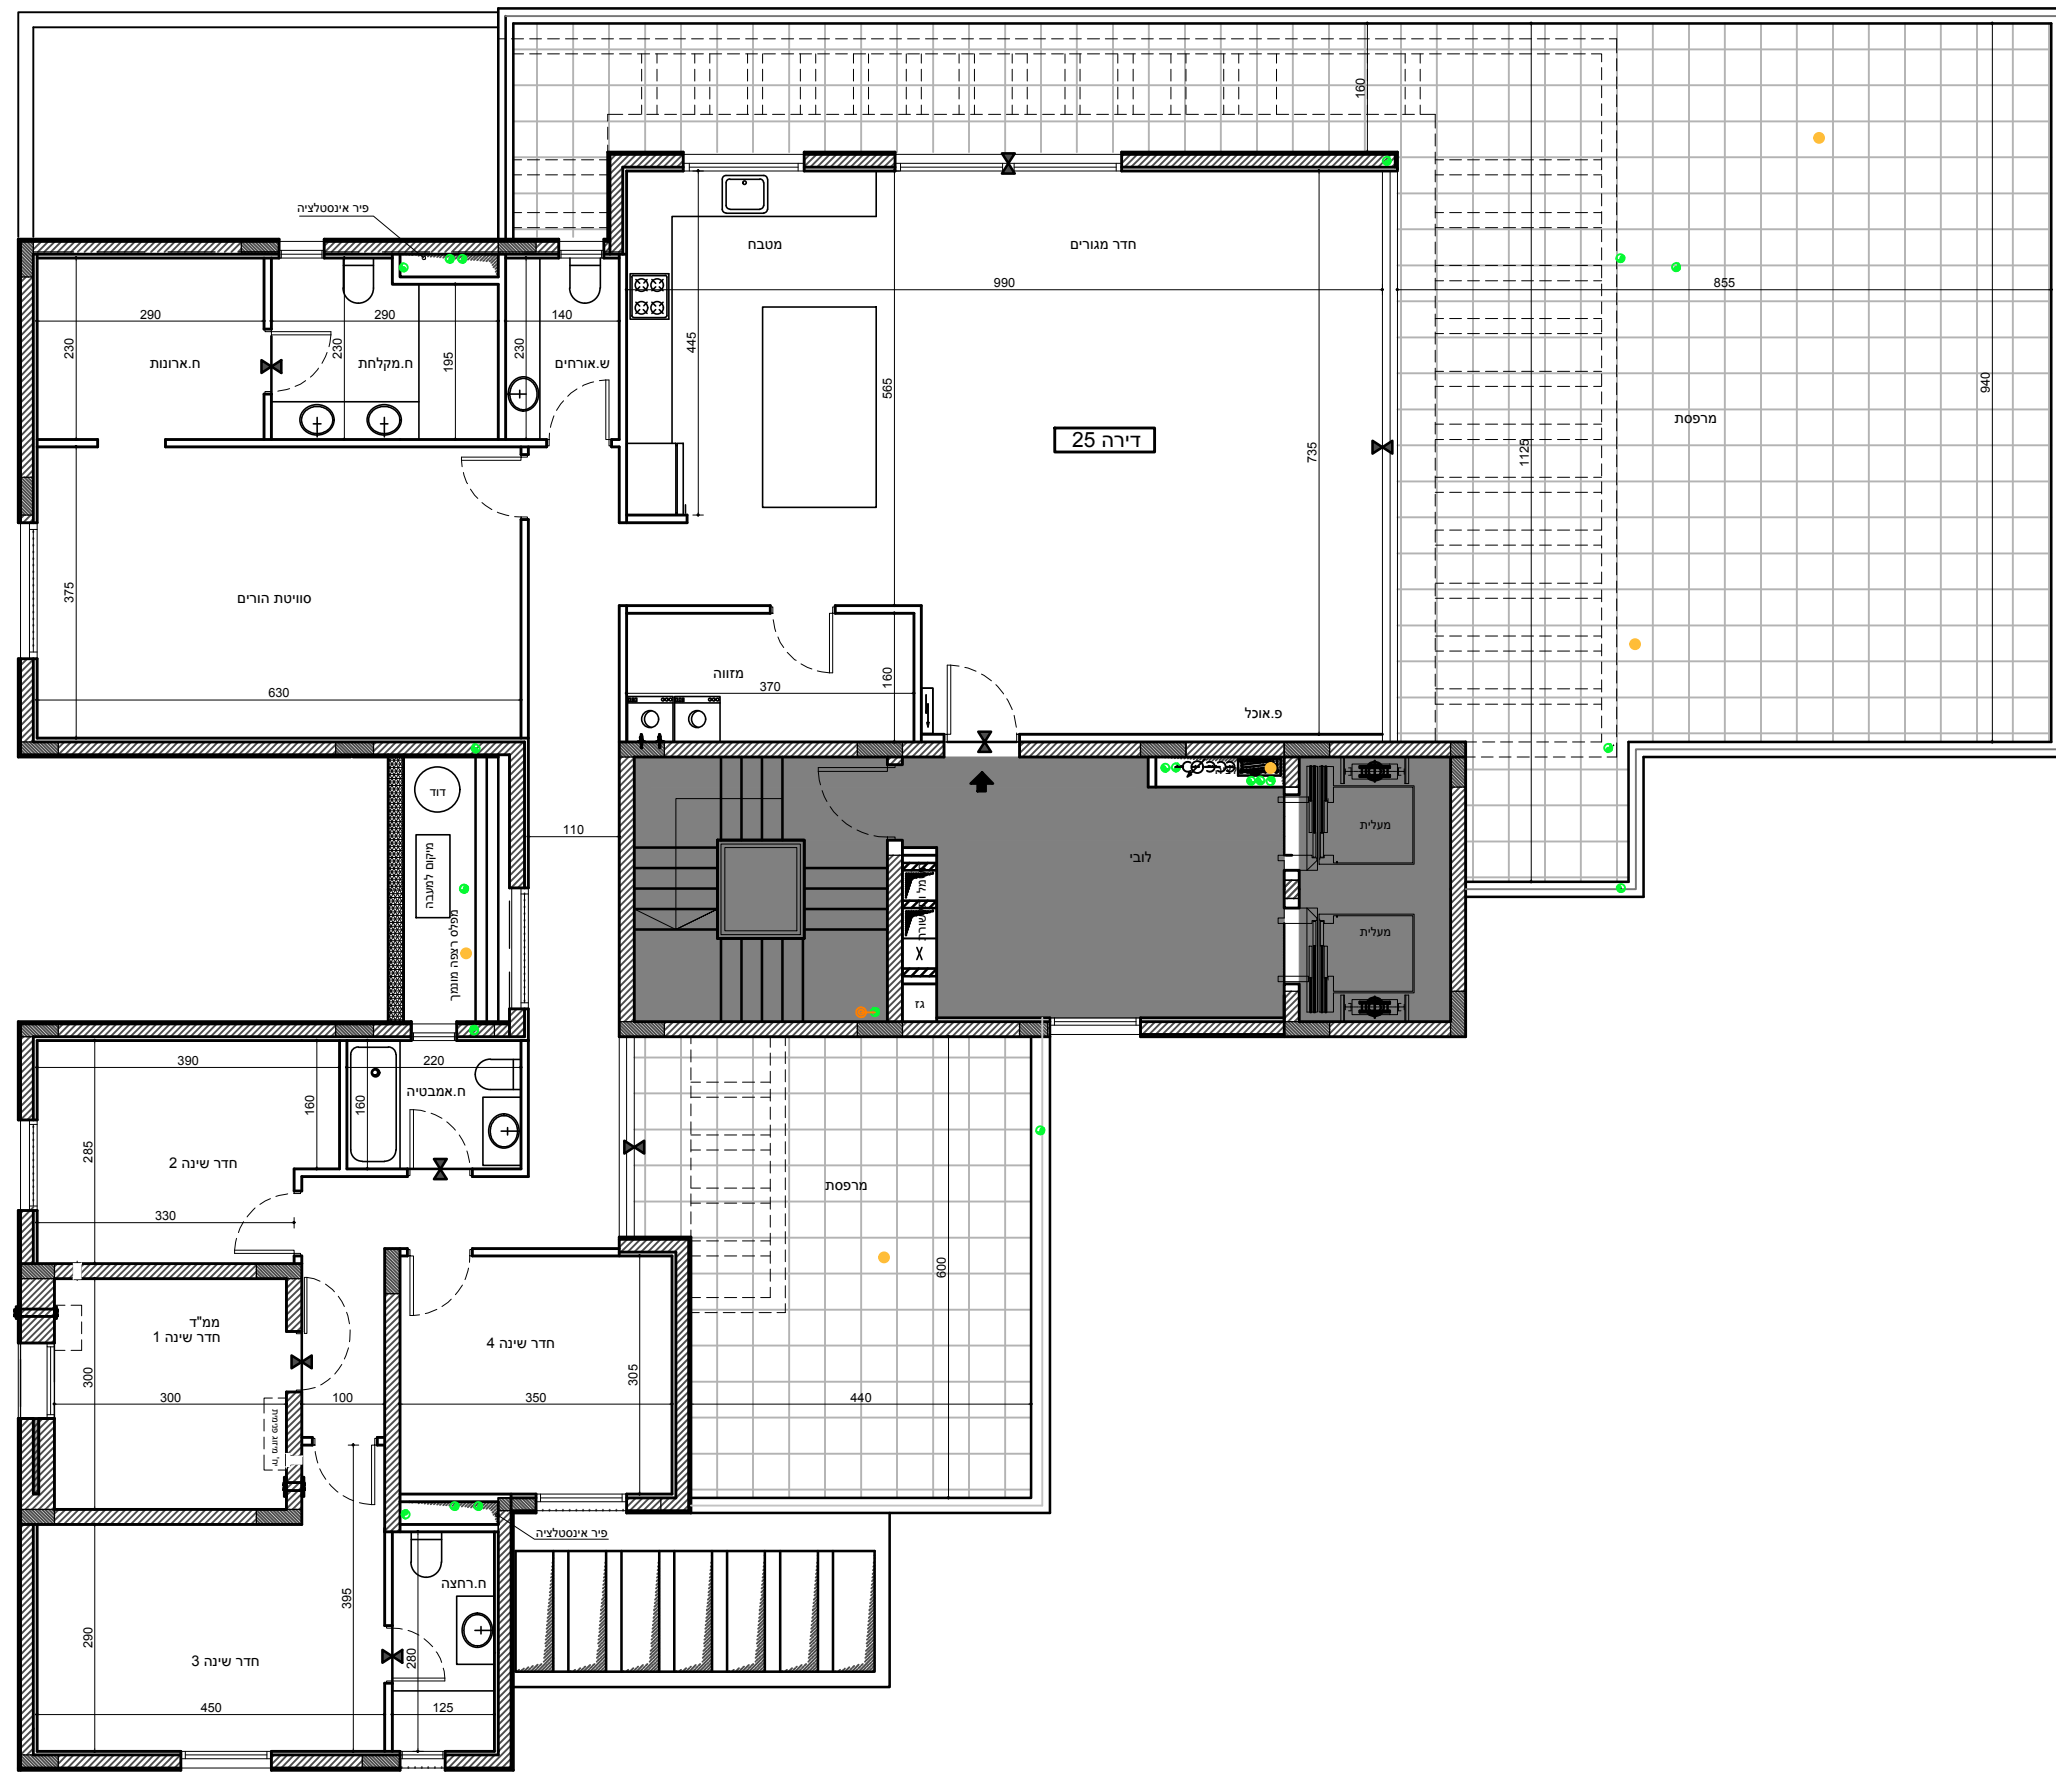 160
פיר אינסטלציה
מטבח
חדר מגורים
990
855
290
290
140
230
230
195
230
445
565
735
1125
940
ח.ארונות
ח.מקלחת
ש.אורחים
דירה 25
מרפסת
375
סוויטת הורים
630
מזווה
370
160
פ.אוכל
דוד
מיקום למעבה
מפלס רצפה מונמך
110
לובי
מעלית
מעלית
גז
390
220
160
160
ח.אמבטיה
285
חדר שינה 2
330
מרפסת
600
ממ"ד
חדר שינה 1
300
300
100
חדר שינה 4
305
350
440
פיר אינסטלציה
ח.רחצה
395
290
280
חדר שינה 3
450
125